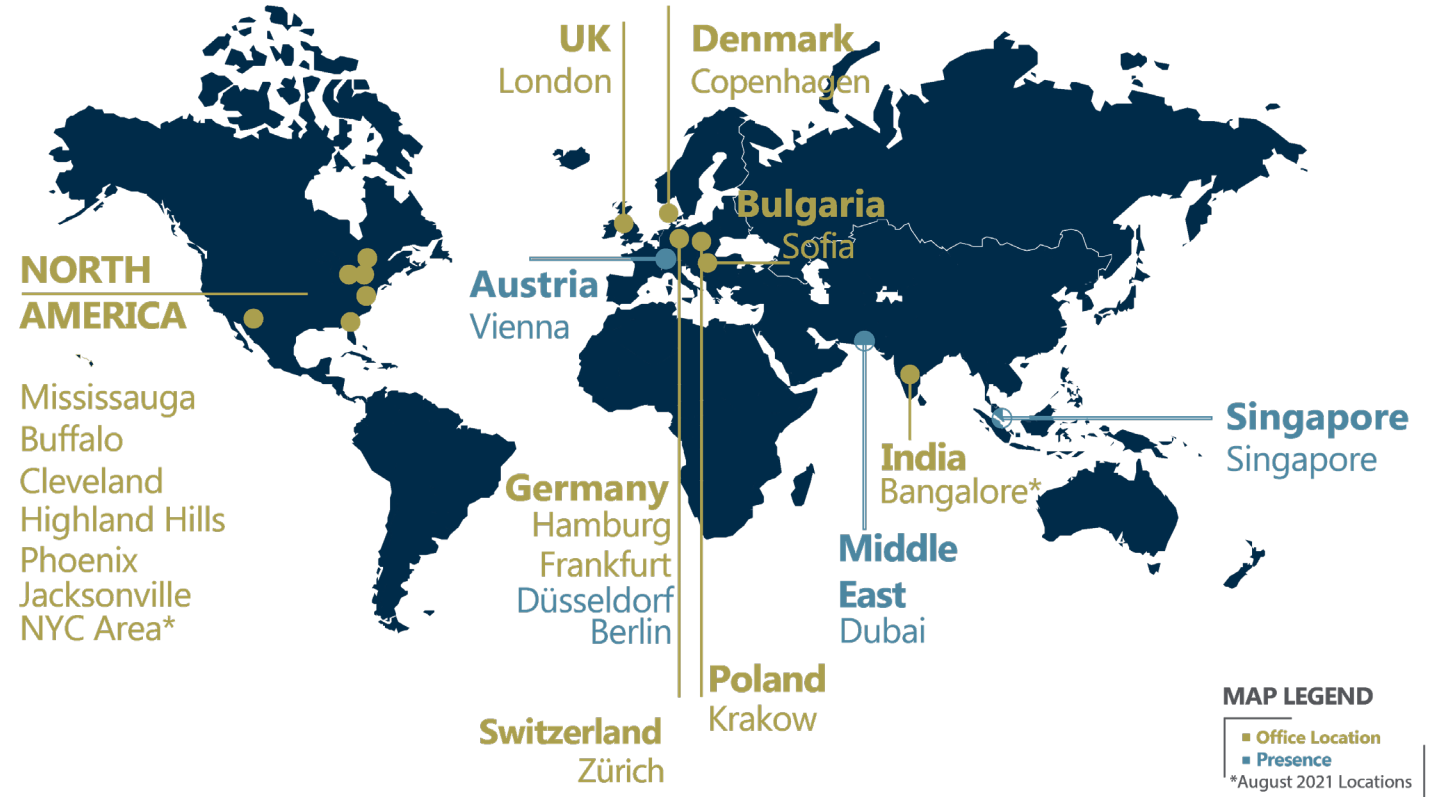 UK
London
Denmark
Copenhagen
Bulgaria
Sofia
NORTH
AMERICA
Mississauga
Buffalo
Cleveland
Highland Hills
Phoenix
Jacksonville
NYC Area*
Austria
Vienna
Germany
Hamburg
Frankfurt
Düsseldorf
Berlin
Switzerland
Zürich
Poland
Krakow
India
Bangalore*
Middle
East
Dubai
Singapore
Singapore
MAP LEGEND
Office Location
Presence
*August 2021 Locations